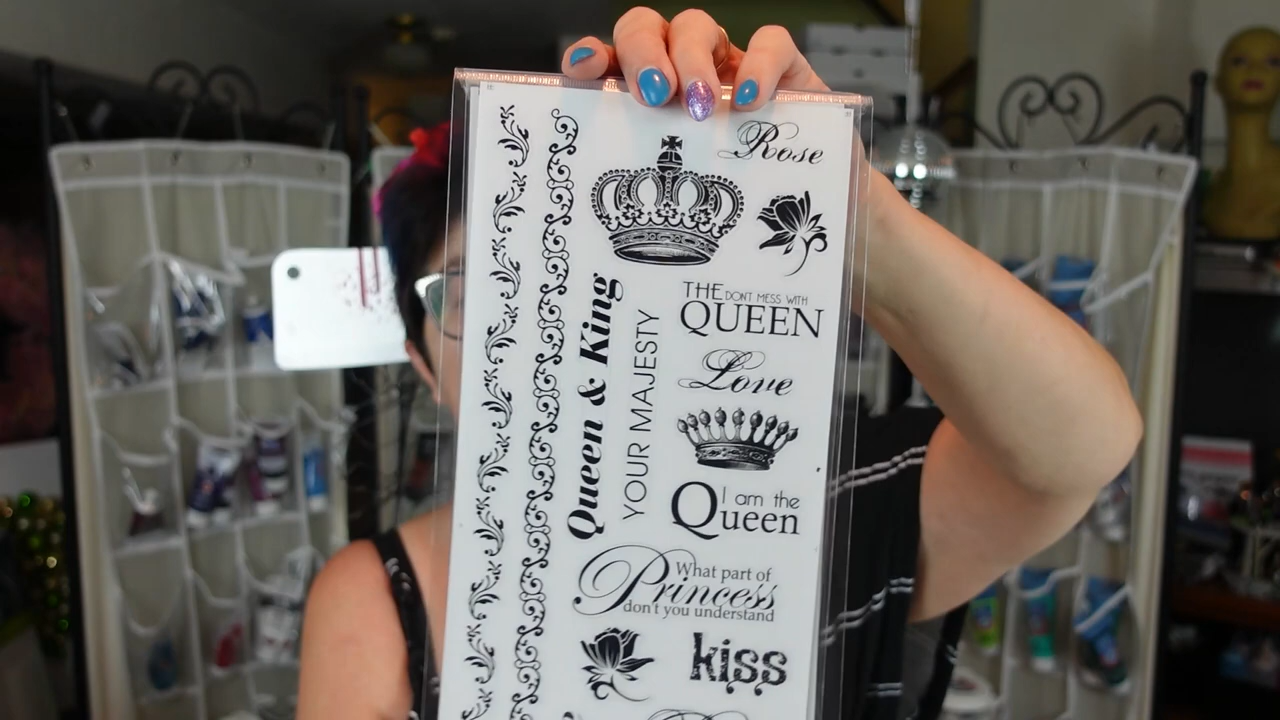 Rose
THE DONT MESS WITH
QUEEN
Queen & King
YOUR MAJESTY
Love
I am the
Queen
What part of
Princess
don't you understand
kiss